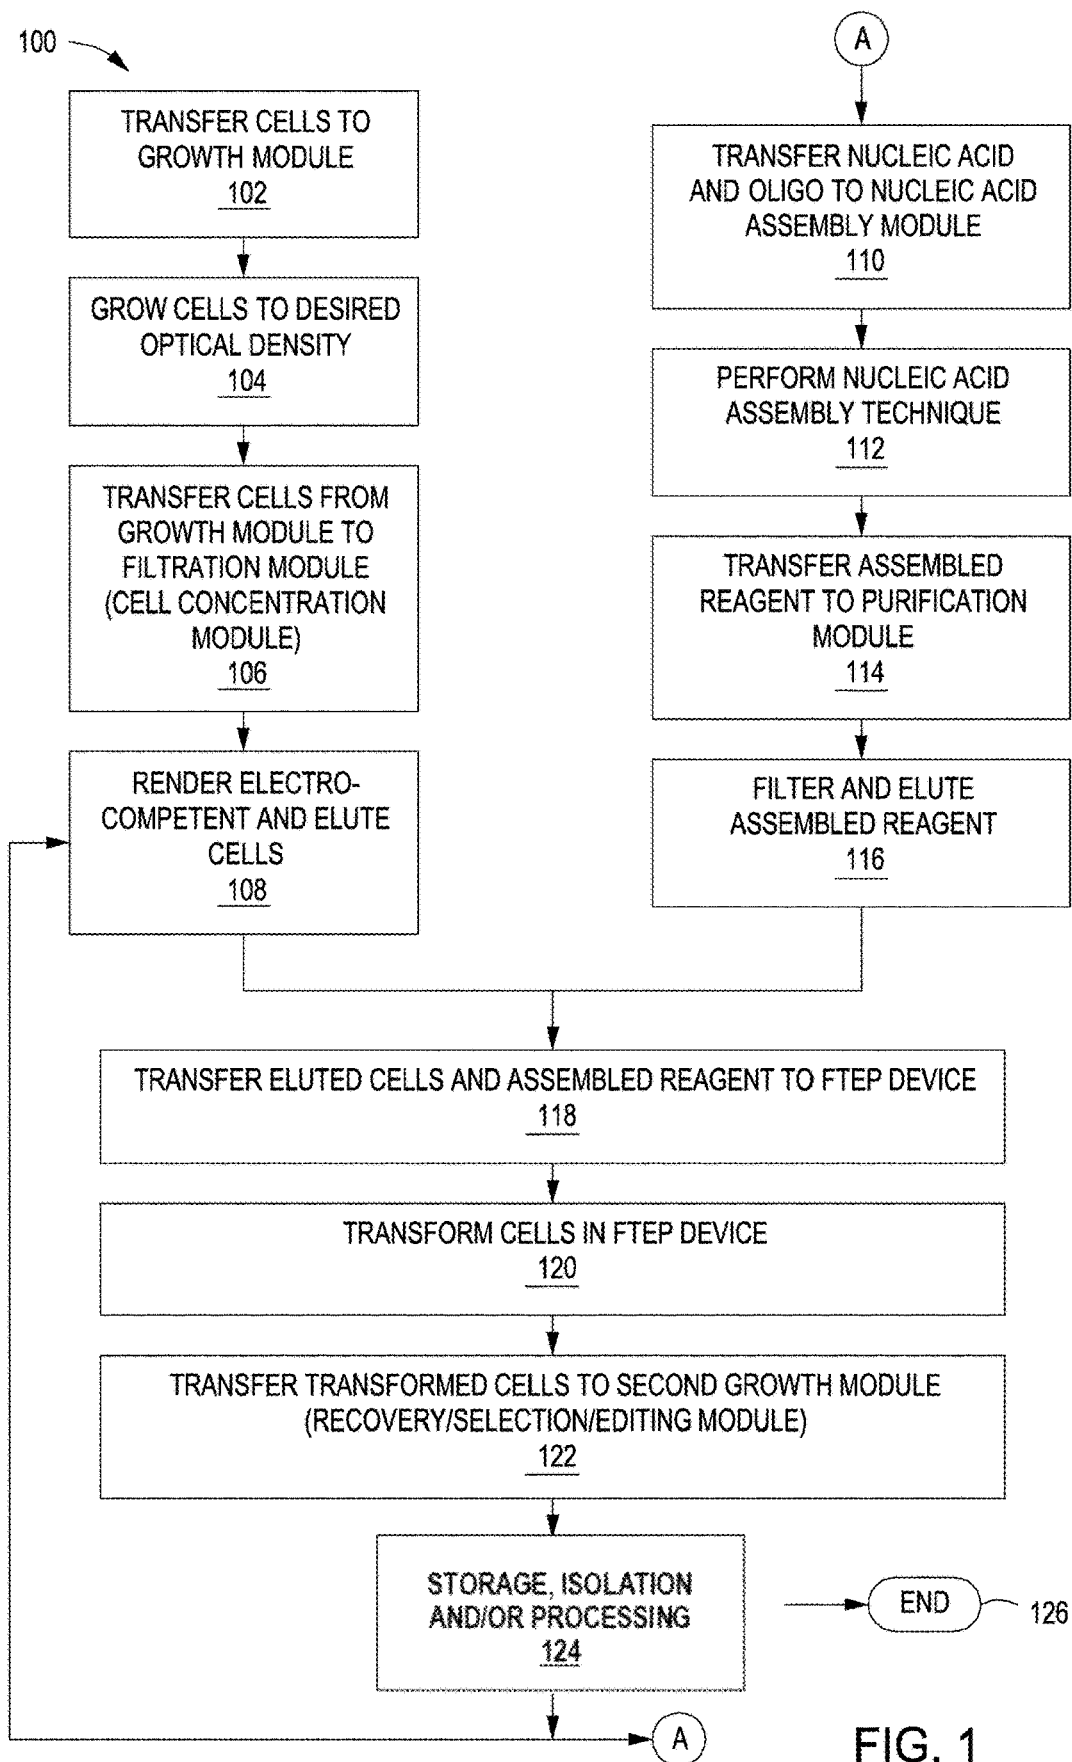 100
TRANSFER CELLS TO
GROWTH MODULE
102
GROW CELLS TO DESIRED
OPTICAL DENSITY
104
TRANSFER CELLS FROM
GROWTH MODULE TO
FILTRATION MODULE
(CELL CONCENTRATION
MODULE)
106
RENDER ELECTRO-
COMPETENT AND ELUTE
CELLS
108
A
TRANSFER NUCLEIC ACID
AND OLIGO TO NUCLEIC ACID
ASSEMBLY MODULE
110
PERFORM NUCLEIC ACID
ASSEMBLY TECHNIQUE
112
TRANSFER ASSEMBLED
REAGENT TO PURIFICATION
MODULE
114
FILTER AND ELUTE
ASSEMBLED REAGENT
116
TRANSFER ELUTED CELLS AND ASSEMBLED REAGENT TO FTEP DEVICE
118
TRANSFORM CELLS IN FTEP DEVICE
120
TRANSFER TRANSFORMED CELLS TO SECOND GROWTH MODULE
(RECOVERY/SELECTION/EDITING MODULE)
122
STORAGE, ISOLATION
AND/OR PROCESSING
124
END
126
A
FIG. 1